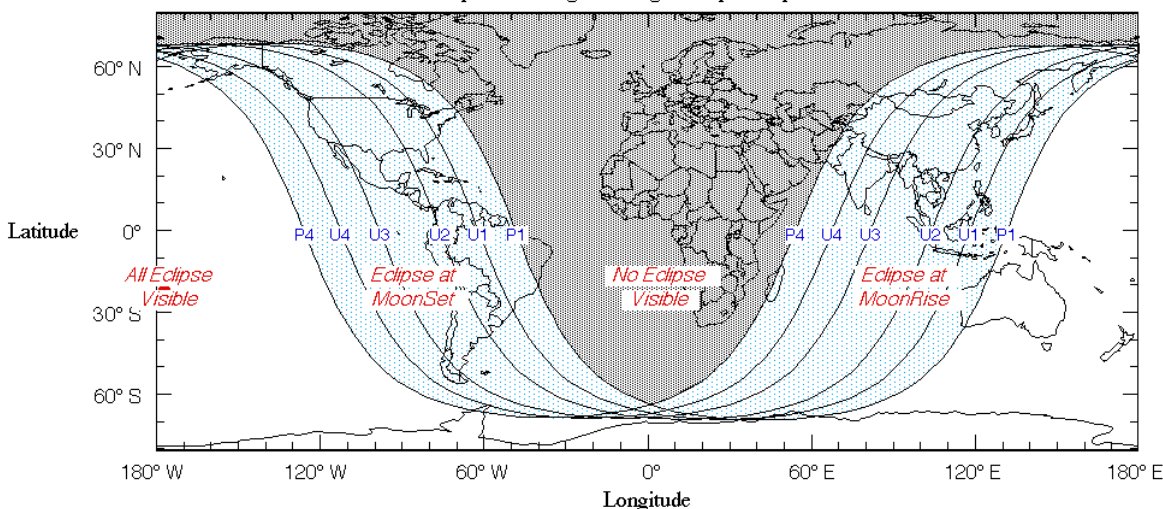 60° N
30° N
Latitude
0°
P4 U4 U3 U2 U1 P1 P4 U4 U3 U2 U1 P1
All Eclipse Eclipse at No Eclipse Eclipse at
Visible MoonSet Visible MoonRise
30° S
60° S
180° W 120° W 60° W 0° 60° E 120° E 180° E
Longitude